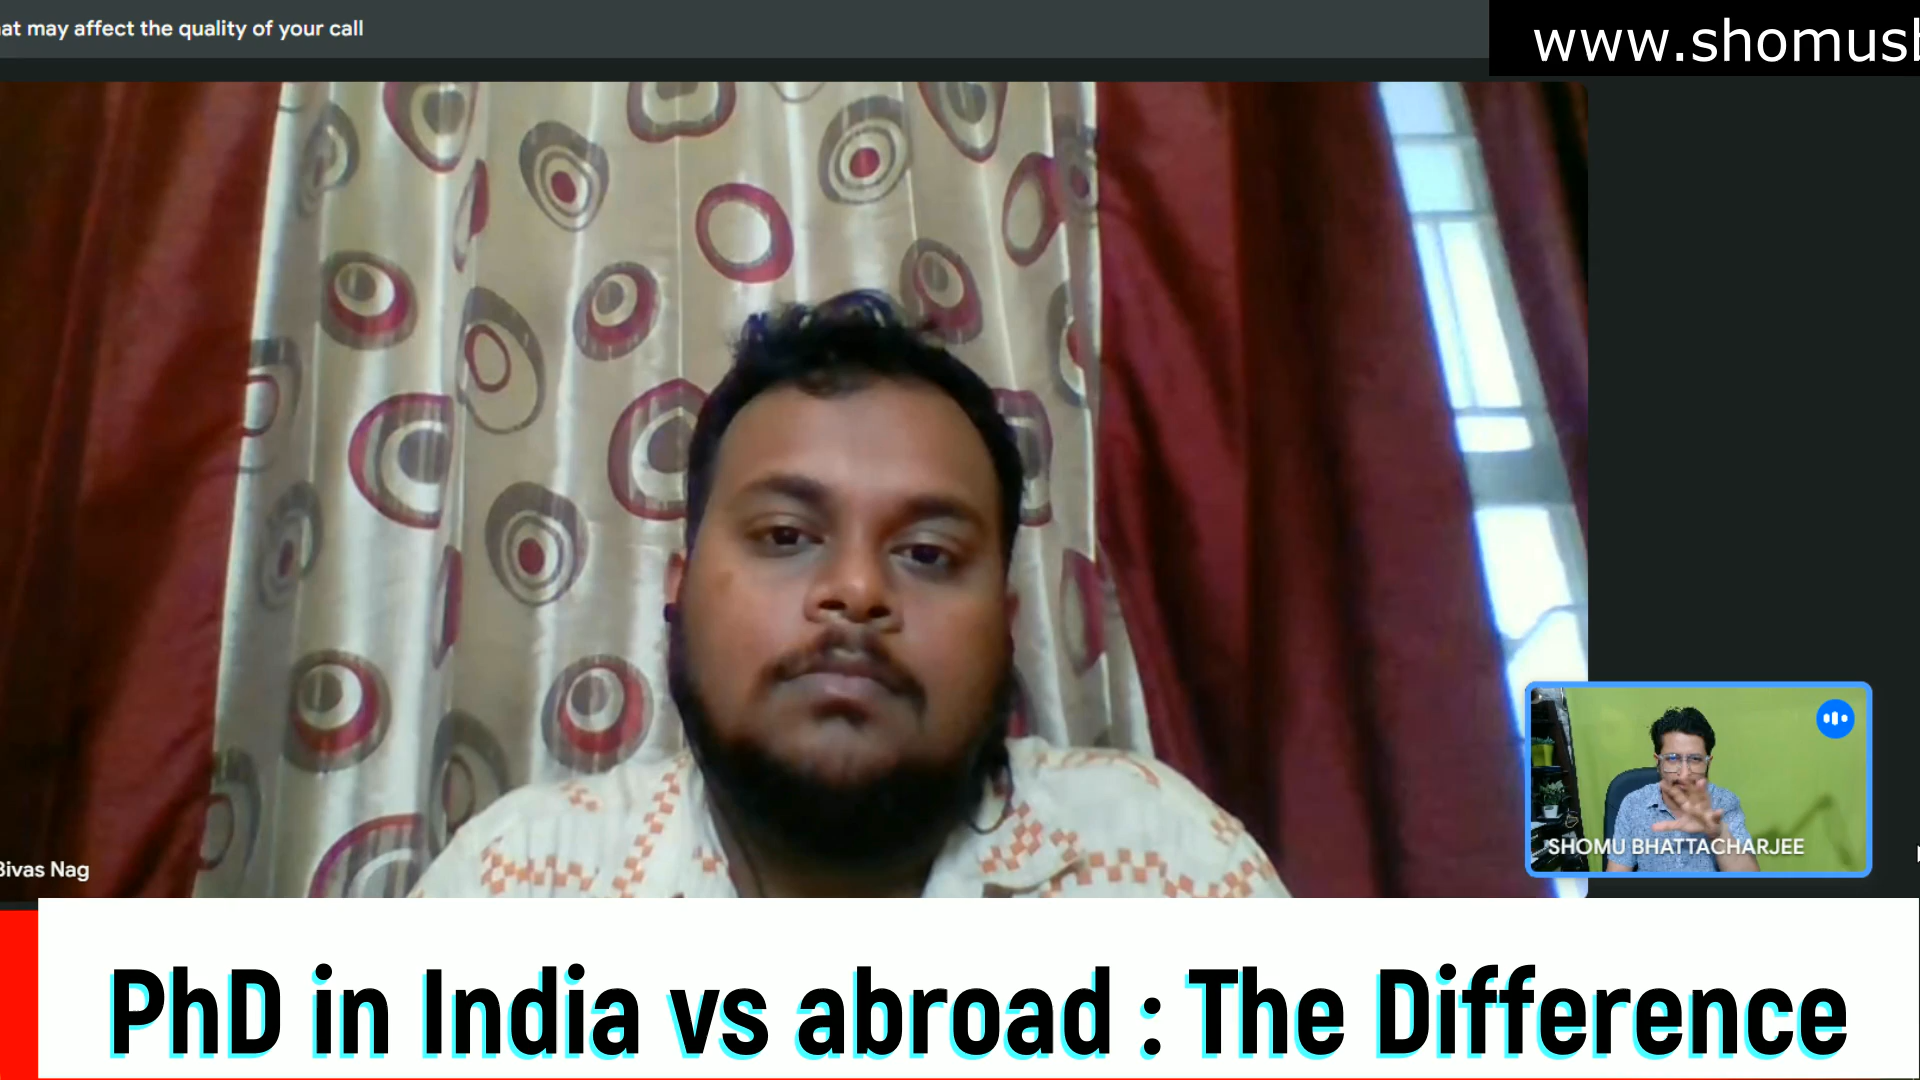 at may affect the quality of your call
www.shomusb
Bivas Nag
SHOMU BHATTACHARJEE
PhD in India vs abroad : The Difference